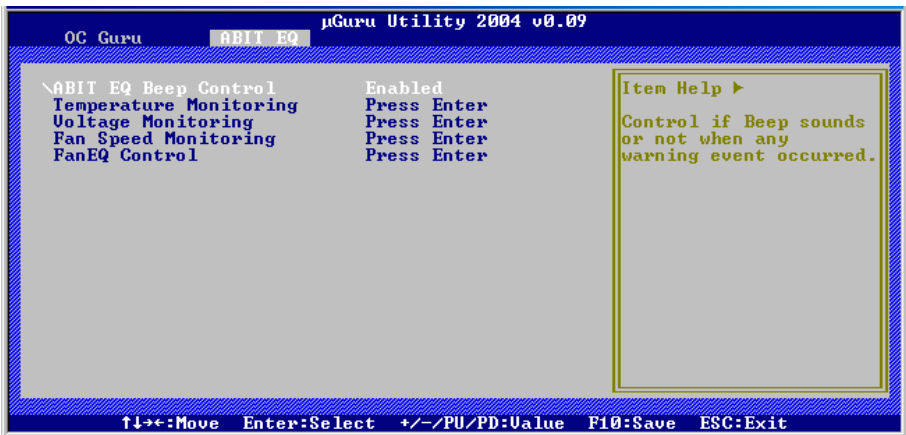 µGuru Utility 2004 v0.09
OC Guru ABIT EQ
\ABIT EQ Beep Control Enabled
Temperature Monitoring Press Enter
Voltage Monitoring Press Enter
Fan Speed Monitoring Press Enter
FanEQ Control Press Enter
Item Help ►
Control if Beep sounds
or not when any
warning event occurred.
↑↓→←:Move Enter:Select +/-/PU/PD:Value F10:Save ESC:Exit